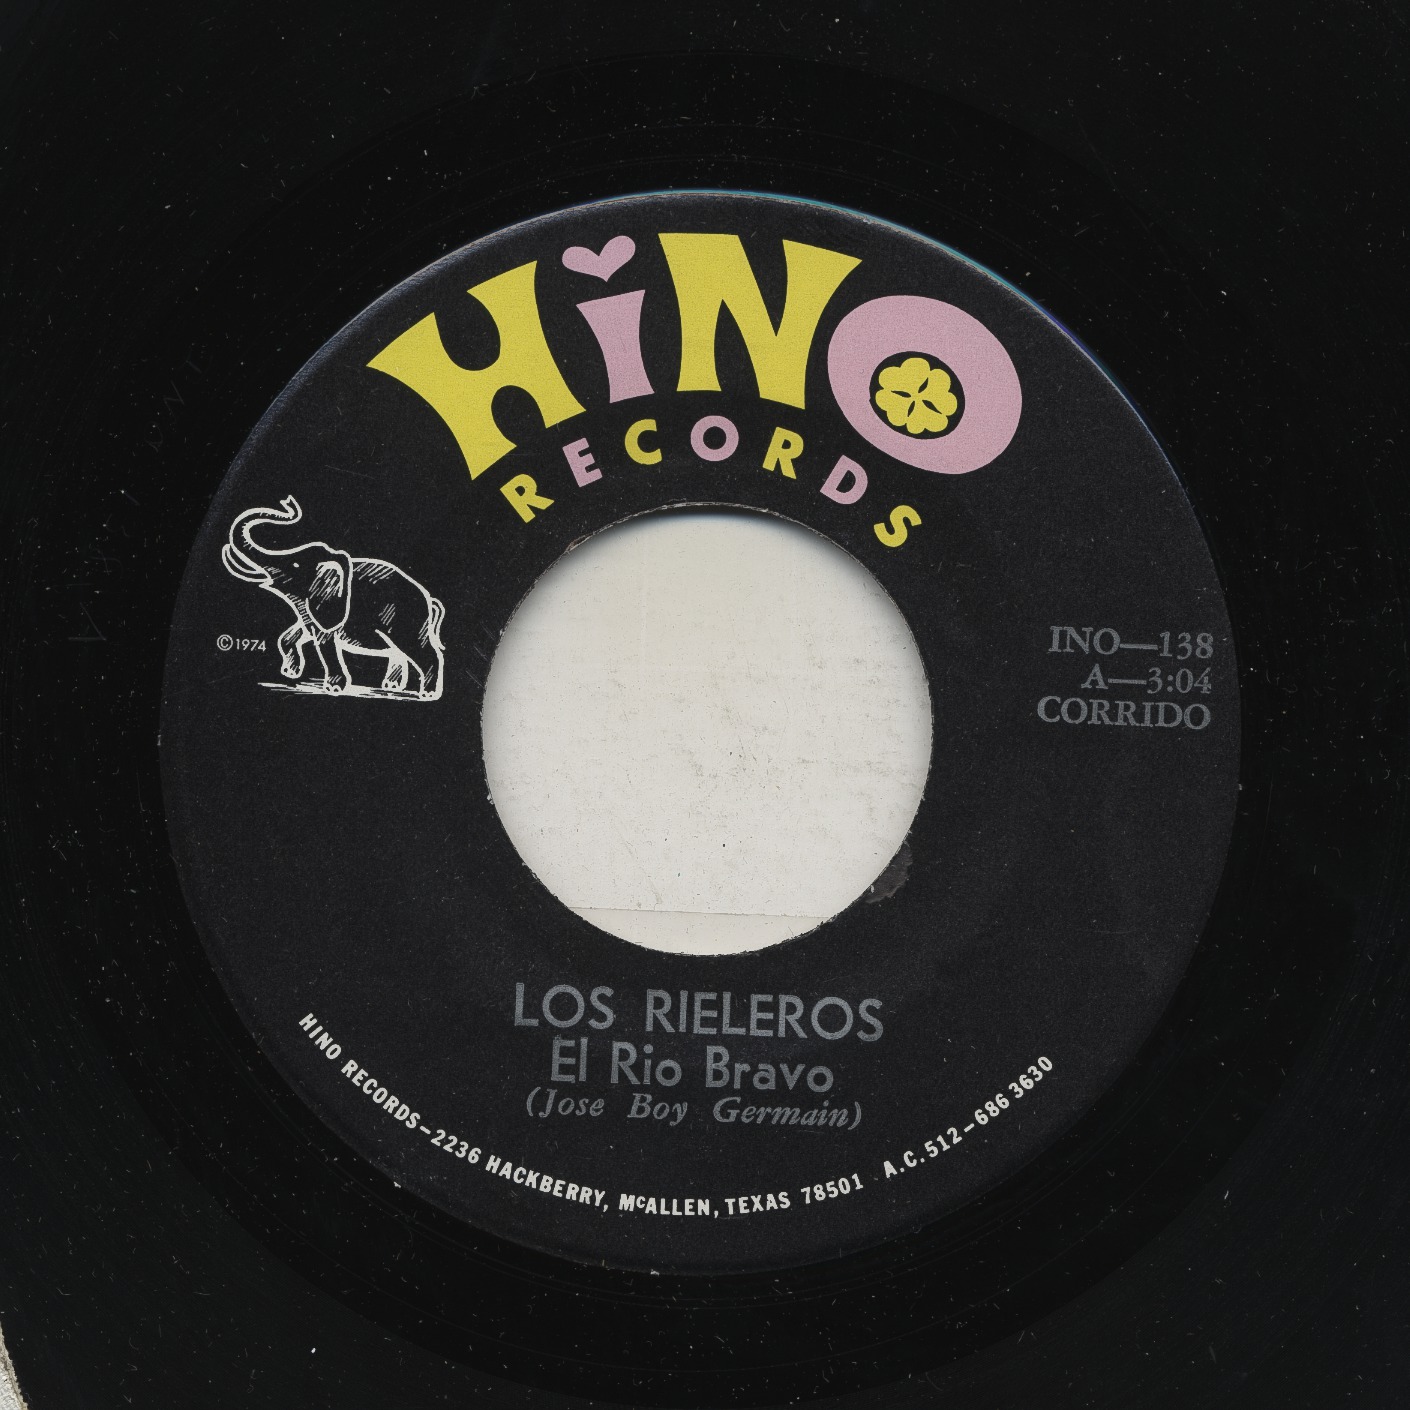 HiNO
RECORDS
©1974
INO—138
A—3:04
CORRIDO
LOS RIELEROS
El Rio Bravo
(Jose Boy Germain)
HINO RECORDS–2236 HACKBERRY, McALLEN, TEXAS 78501 A.C. 512–686 3630